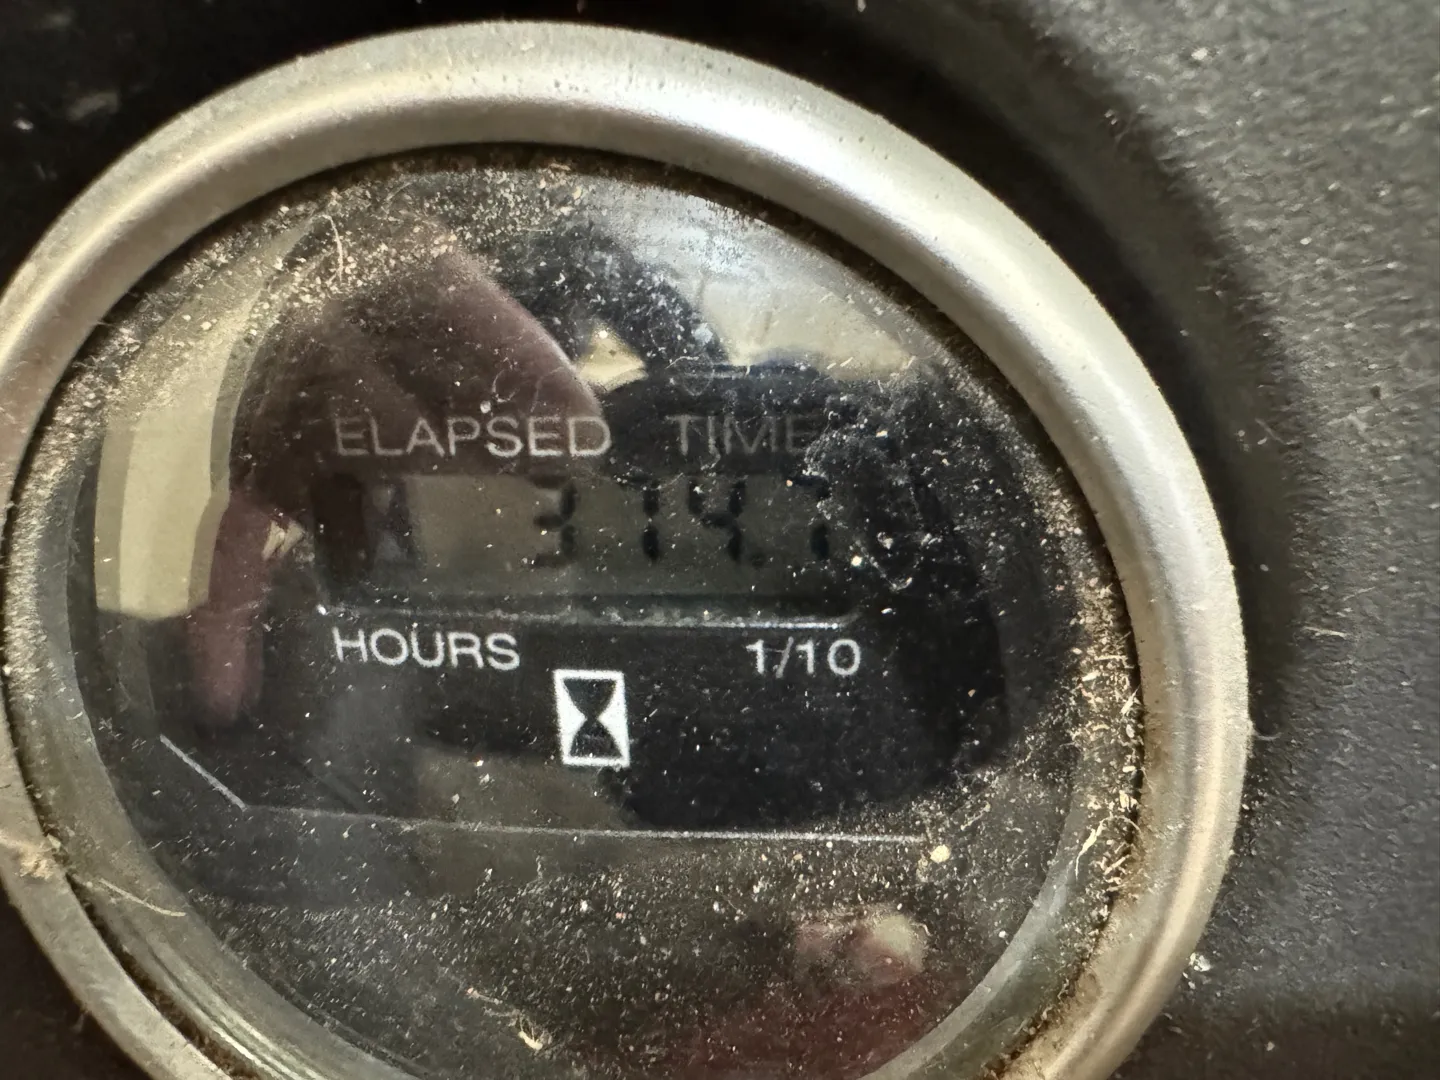 ELAPSED TIME
314.7
HOURS 1/10